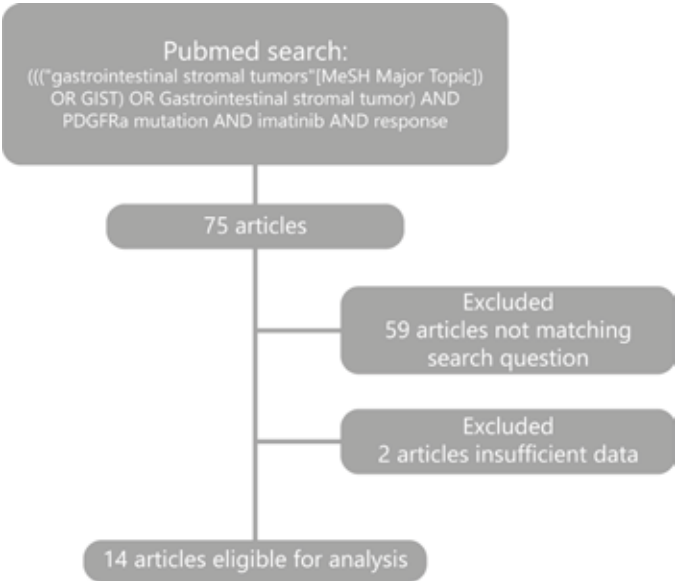 Pubmed search:
((("gastrointestinal stromal tumors"[MeSH Major Topic])
OR GIST) OR Gastrointestinal stromal tumor) AND
PDGFRa mutation AND imatinib AND response
75 articles
Excluded
59 articles not matching
search question
Excluded
2 articles insufficient data
14 articles eligible for analysis